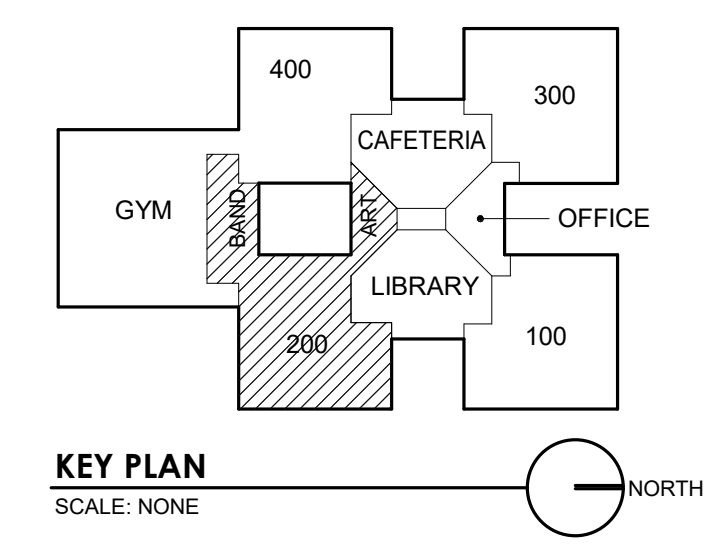 400
300
CAFETERIA
GYM
BAND
ART
OFFICE
LIBRARY
200
100
KEY PLAN
SCALE: NONE
NORTH